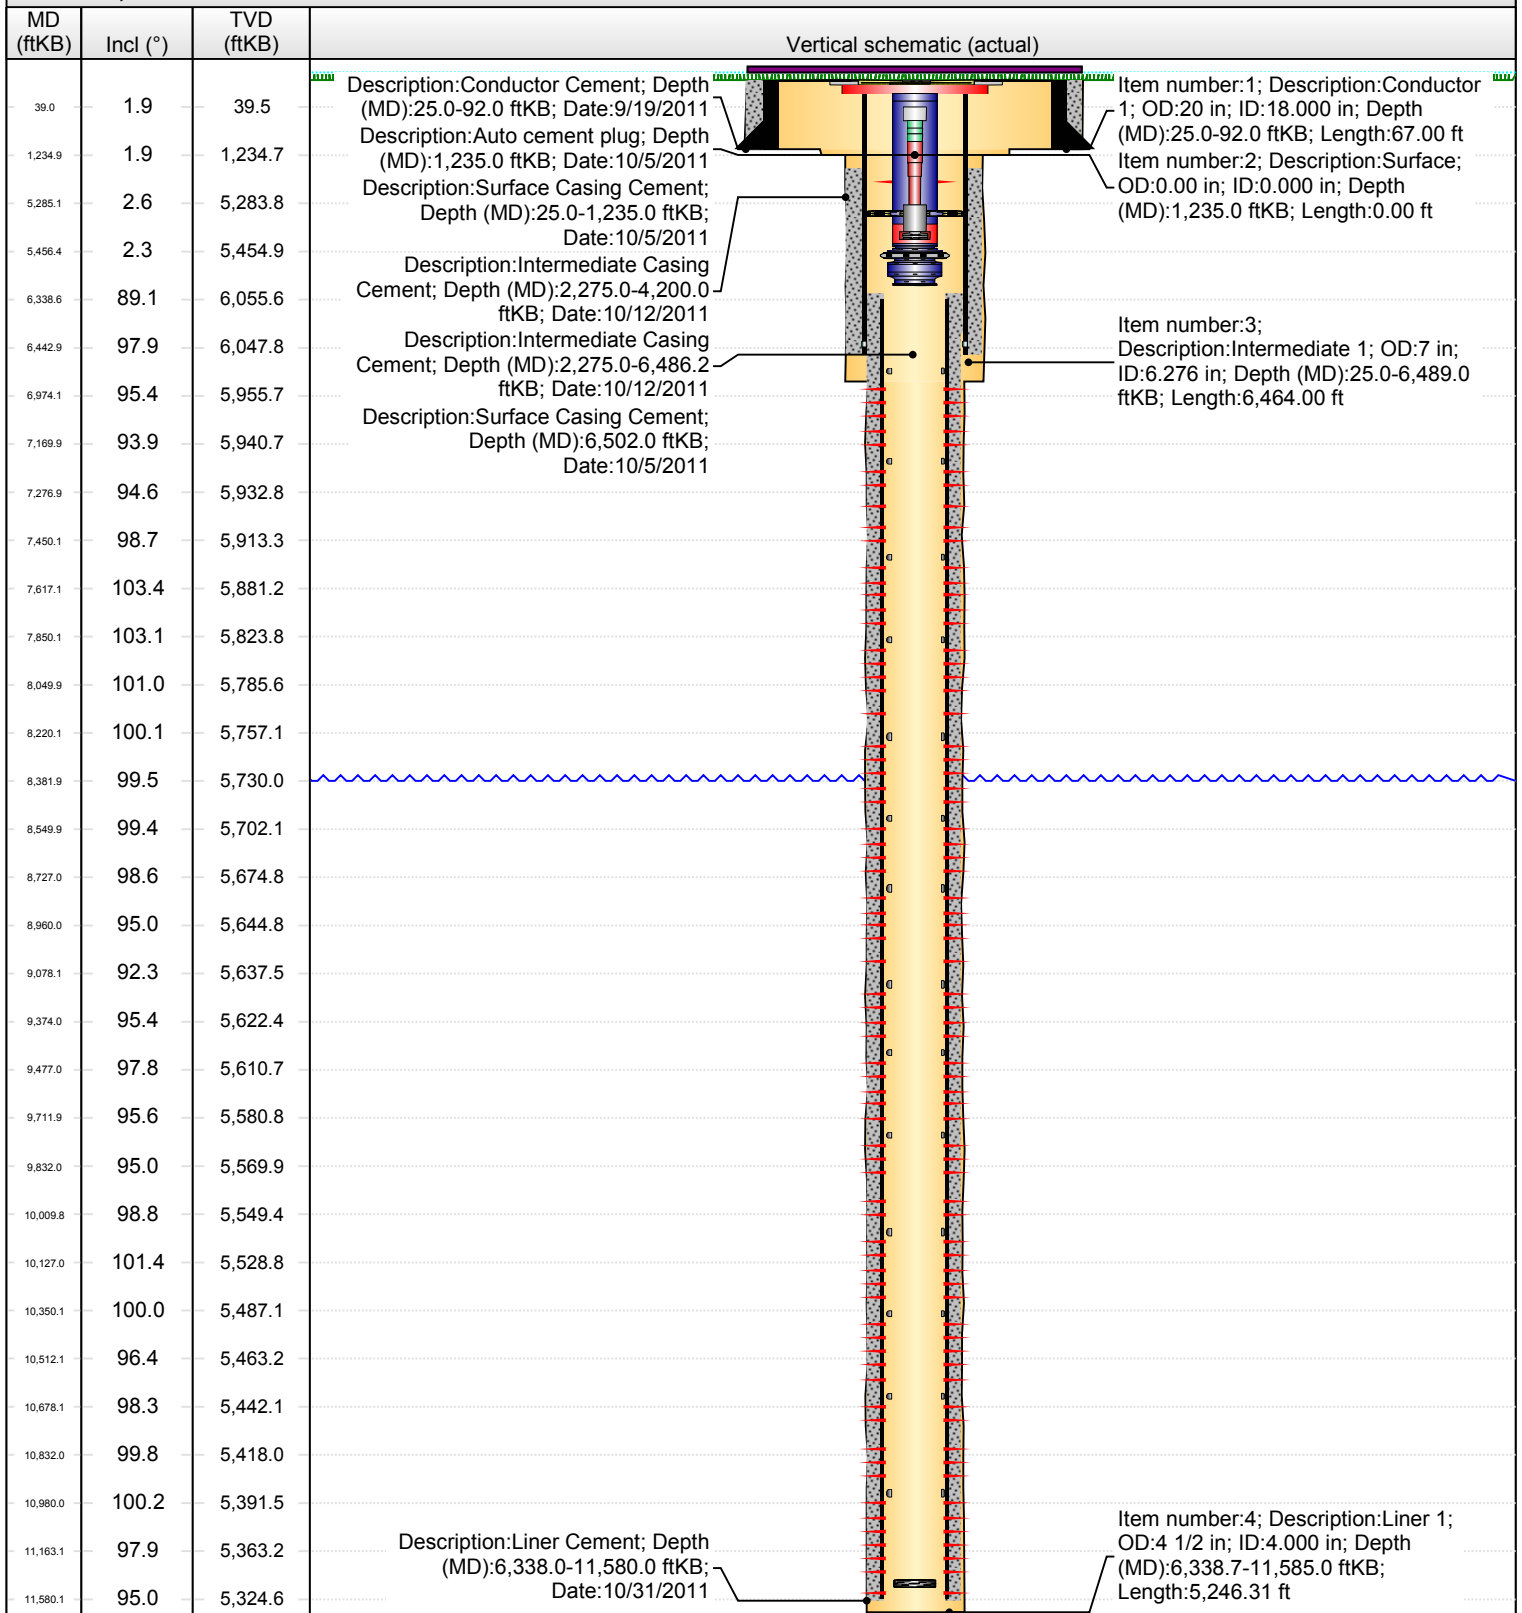 MD (ftKB) Incl (°) TVD (ftKB) Vertical schematic (actual)
39.0 1.9 39.5
1,234.9 1.9 1,234.7
5,285.1 2.6 5,283.8
5,456.4 2.3 5,454.9
6,338.6 89.1 6,055.6
6,442.9 97.9 6,047.8
6,974.1 95.4 5,955.7
7,169.9 93.9 5,940.7
7,276.9 94.6 5,932.8
7,450.1 98.7 5,913.3
7,617.1 103.4 5,881.2
7,850.1 103.1 5,823.8
8,049.9 101.0 5,785.6
8,220.1 100.1 5,757.1
8,381.9 99.5 5,730.0
8,549.9 99.4 5,702.1
8,727.0 98.6 5,674.8
8,960.0 95.0 5,644.8
9,078.1 92.3 5,637.5
9,374.0 95.4 5,622.4
9,477.0 97.8 5,610.7
9,711.9 95.6 5,580.8
9,832.0 95.0 5,569.9
10,009.8 98.8 5,549.4
10,127.0 101.4 5,528.8
10,350.1 100.0 5,487.1
10,512.1 96.4 5,463.2
10,678.1 98.3 5,442.1
10,832.0 99.8 5,418.0
10,980.0 100.2 5,391.5
11,163.1 97.9 5,363.2
11,580.1 95.0 5,324.6
Description:Conductor Cement; Depth
(MD):25.0-92.0 ftKB; Date:9/19/2011
Description:Auto cement plug; Depth
(MD):1,235.0 ftKB; Date:10/5/2011
Description:Surface Casing Cement;
Depth (MD):25.0-1,235.0 ftKB;
Date:10/5/2011
Description:Intermediate Casing
Cement; Depth (MD):2,275.0-4,200.0
ftKB; Date:10/12/2011
Description:Intermediate Casing
Cement; Depth (MD):2,275.0-6,486.2
ftKB; Date:10/12/2011
Description:Surface Casing Cement;
Depth (MD):6,502.0 ftKB;
Date:10/5/2011
Description:Liner Cement; Depth
(MD):6,338.0-11,580.0 ftKB;
Date:10/31/2011
Item number:1; Description:Conductor
1; OD:20 in; ID:18.000 in; Depth
(MD):25.0-92.0 ftKB; Length:67.00 ft
Item number:2; Description:Surface;
OD:0.00 in; ID:0.000 in; Depth
(MD):1,235.0 ftKB; Length:0.00 ft
Item number:3;
Description:Intermediate 1; OD:7 in;
ID:6.276 in; Depth (MD):25.0-6,489.0
ftKB; Length:6,464.00 ft
Item number:4; Description:Liner 1;
OD:4 1/2 in; ID:4.000 in; Depth
(MD):6,338.7-11,585.0 ftKB;
Length:5,246.31 ft